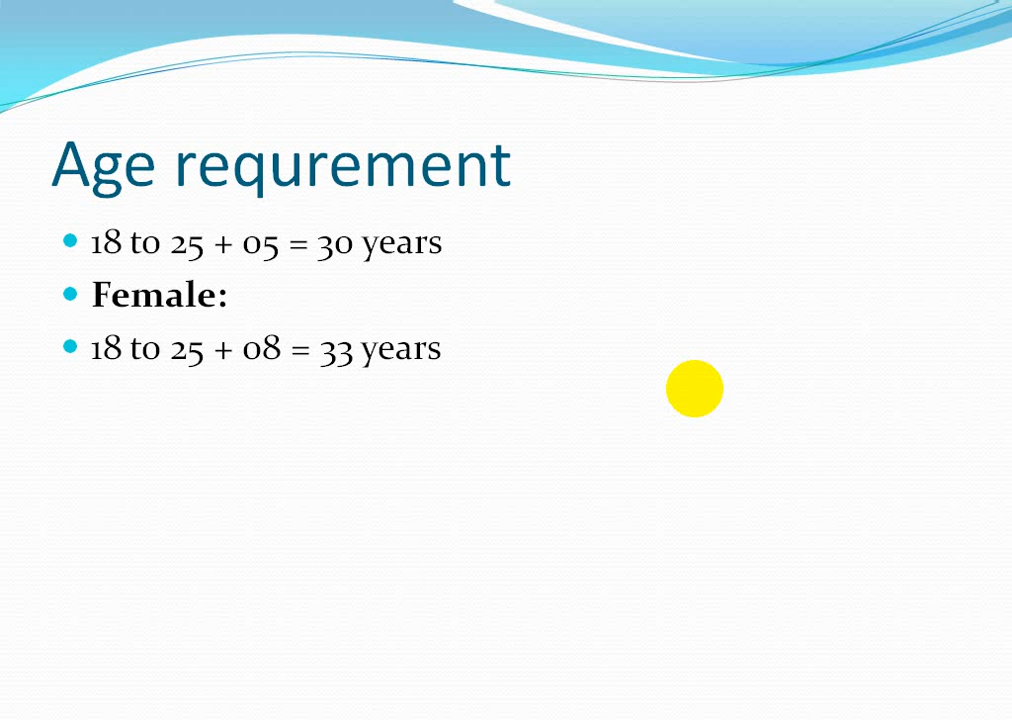 Age requrement
18 to 25 + 05 = 30 years
Female:
18 to 25 + 08 = 33 years